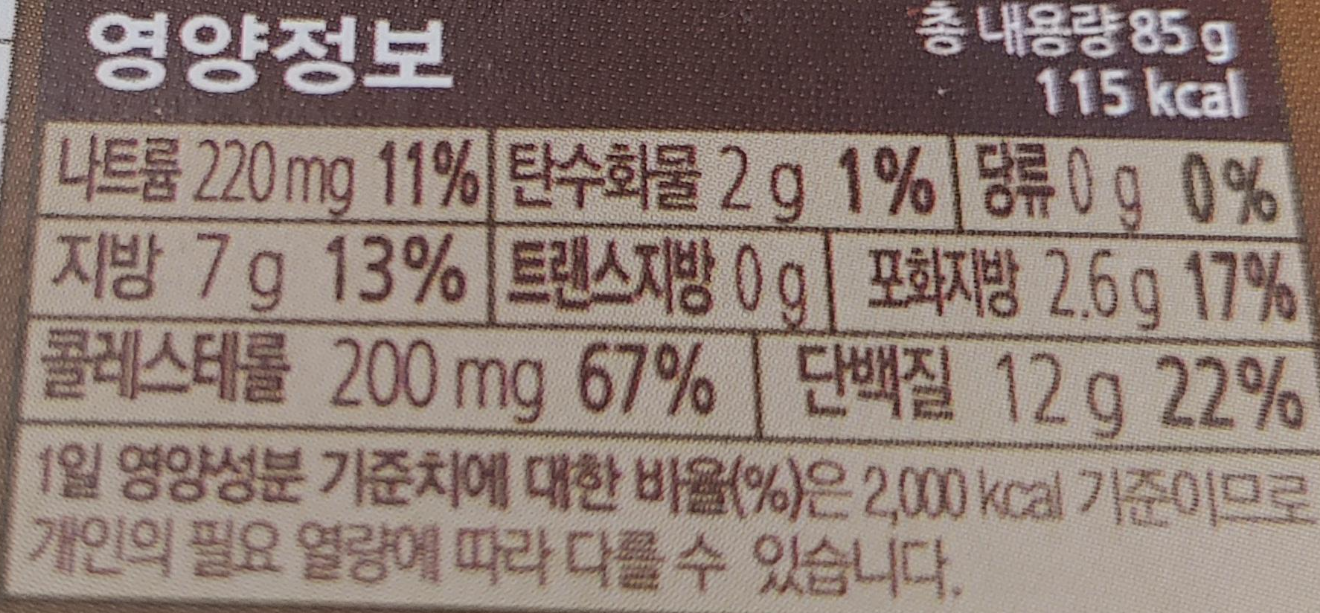 영양정보
총 내용량 85 g
115 kcal
나트륨 220 mg 11% 탄수화물 2 g 1% 당류 0 g 0%
지방 7 g 13% 트랜스지방 0 g 포화지방 2.6 g 17%
콜레스테롤 200 mg 67% 단백질 12 g 22%
1일 영양성분 기준치에 대한 비율(%)은 2,000 kcal 기준이므로
개인의 필요 열량에 따라 다를 수 있습니다.